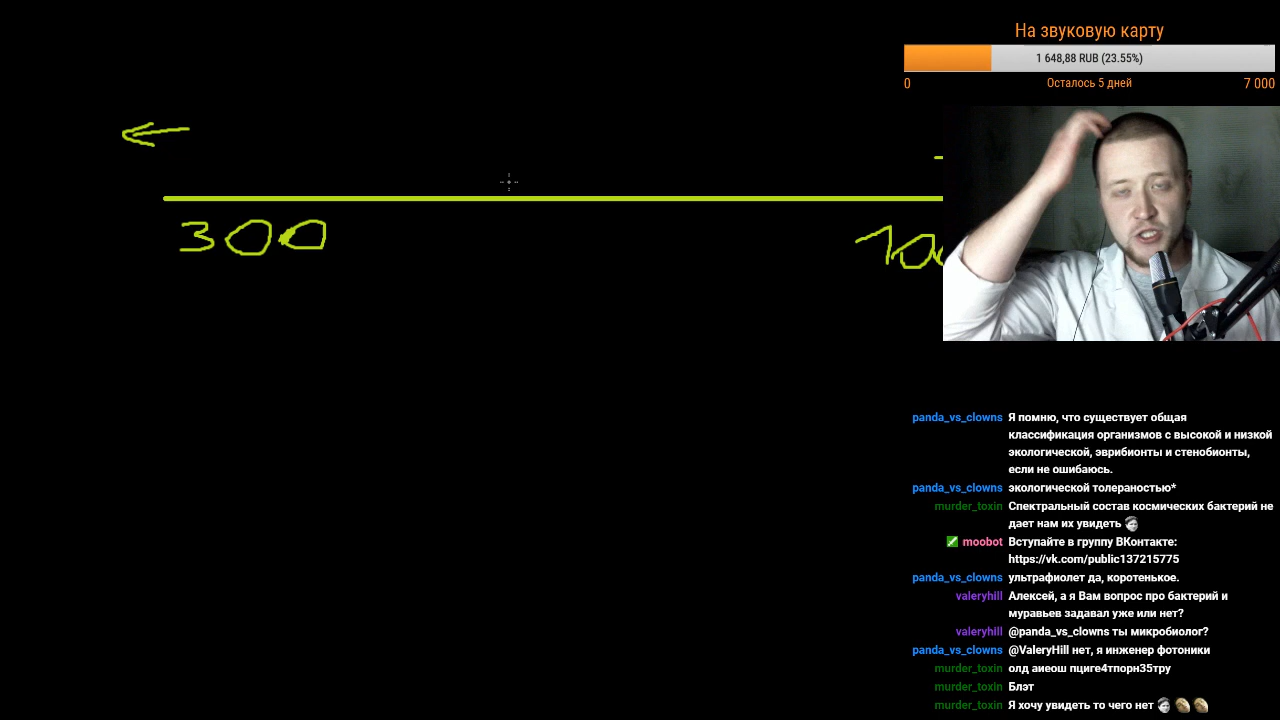 На звуковую карту
1 648,88 RUB (23.55%)
0 Осталось 5 дней 7 000
300
panda_vs_clowns Я помню, что существует общая
классификация организмов с высокой и низкой
экологической, эврибионты и стенобионты,
если не ошибаюсь.
panda_vs_clowns экологической толераностью*
murder_toxin Спектральный состав космических бактерий не
дает нам их увидеть
moobot Вступайте в группу ВКонтакте:
https://vk.com/public137215775
panda_vs_clowns ультрафиолет да, коротенькое.
valeryhill Алексей, а я Вам вопрос про бактерий и
муравьев задавал уже или нет?
valeryhill @panda_vs_clowns ты микробиолог?
panda_vs_clowns @ValeryHill нет, я инженер фотоники
murder_toxin олд аиеош пциге4тпорн35тру
murder_toxin Блэт
murder_toxin Я хочу увидеть то чего нет